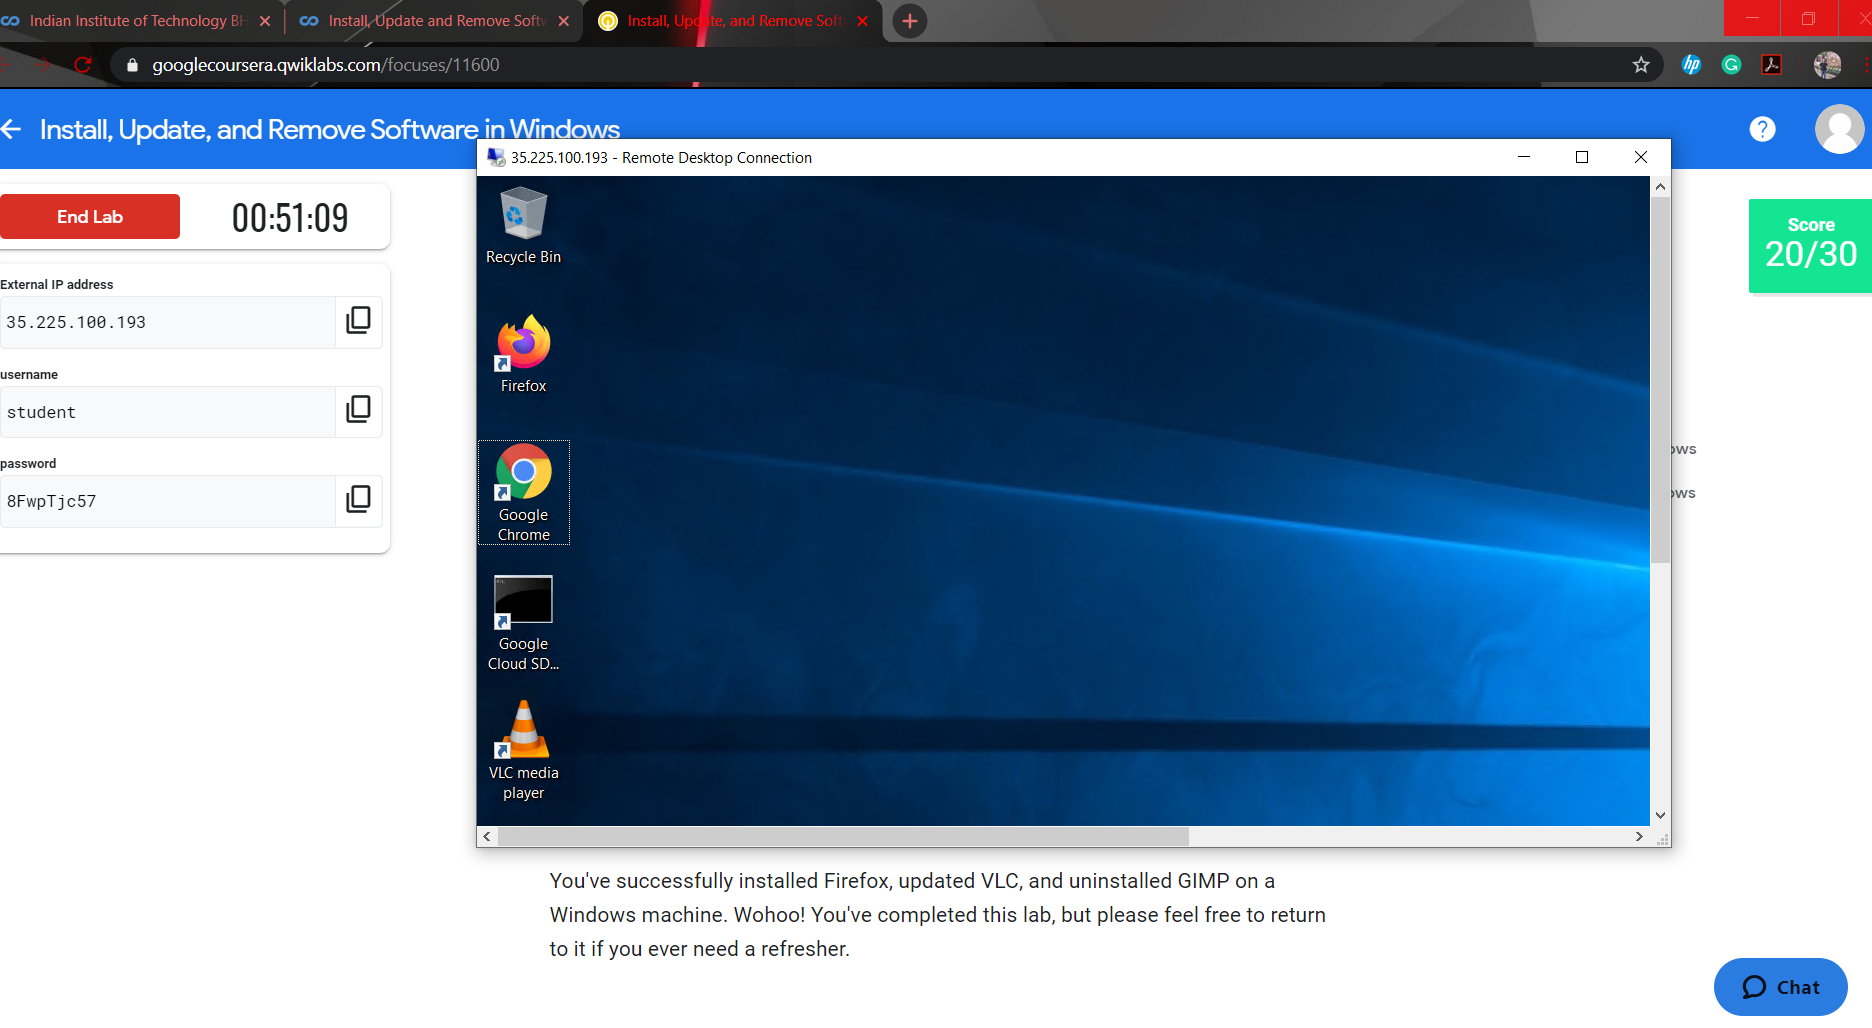 Indian Institute of Technology BH
Install, Update and Remove Softw
Install, Update, and Remove Soft
googlecoursera.qwiklabs.com/focuses/11600
Install, Update, and Remove Software in Windows
35.225.100.193 - Remote Desktop Connection
End Lab
00:51:09
Score
20/30
External IP address
35.225.100.193
username
student
password
8FwpTjc57
Recycle Bin
Firefox
Google
Chrome
Google
Cloud SD...
VLC media
player
ows
ows
You've successfully installed Firefox, updated VLC, and uninstalled GIMP on a
Windows machine. Wohoo! You've completed this lab, but please feel free to return
to it if you ever need a refresher.
Chat